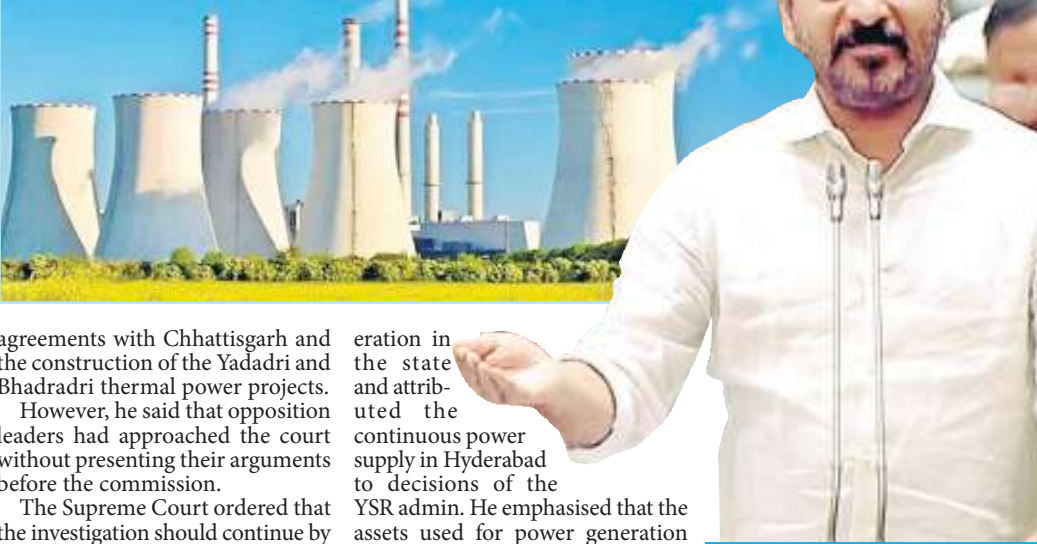 agreements with Chhattisgarh and
the construction of the Yadadri and
Bhadradri thermal power projects.
However, he said that opposition
leaders had approached the court
without presenting their arguments
before the commission.
The Supreme Court ordered that
the investigation should continue by
eration in
the state
and attrib-
uted the
continuous power
supply in Hyderabad
to decisions of the
YSR admin. He emphasised that the
assets used for power generation